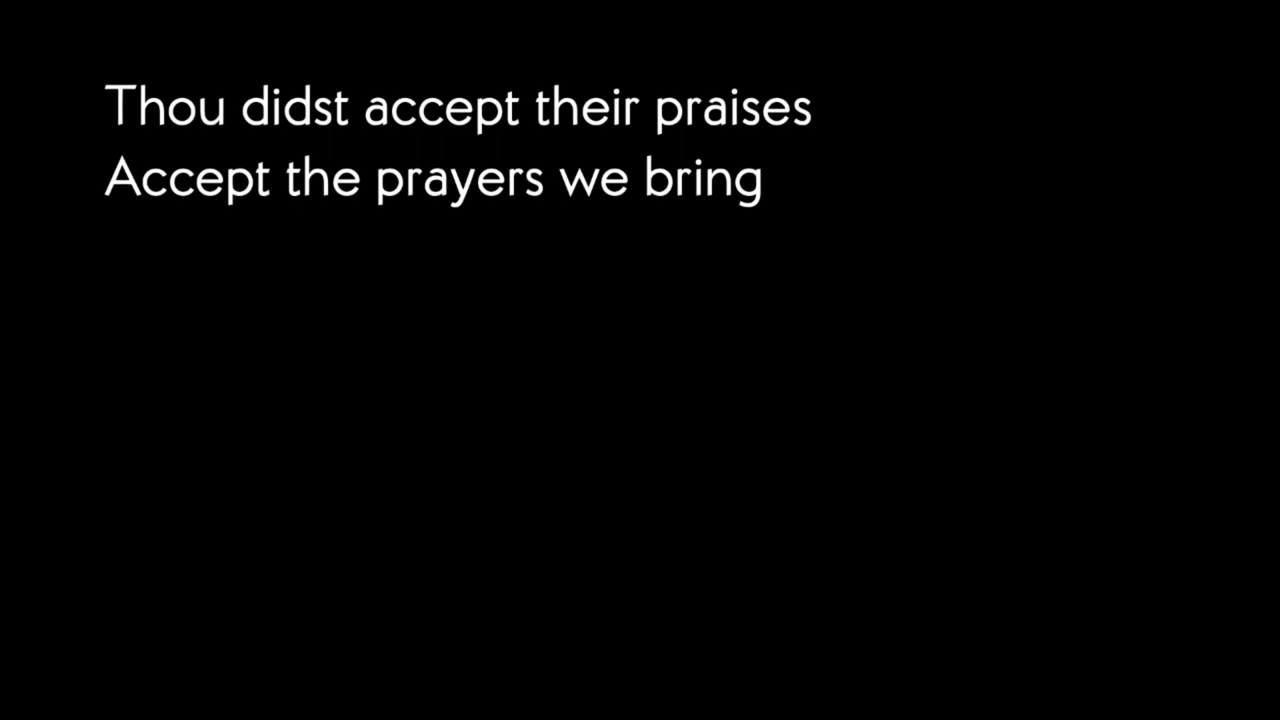 Thou didst accept their praises
Accept the prayers we bring